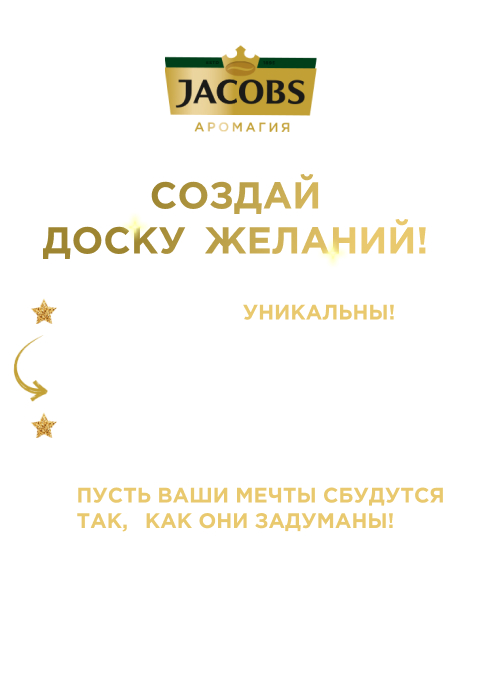 JACOBS
АРОМАГИЯ
СОЗДАЙ
ДОСКУ ЖЕЛАНИЙ!
УНИКАЛЬНЫ!
ПУСТЬ ВАШИ МЕЧТЫ СБУДУТСЯ
ТАК, КАК ОНИ ЗАДУМАНЫ!